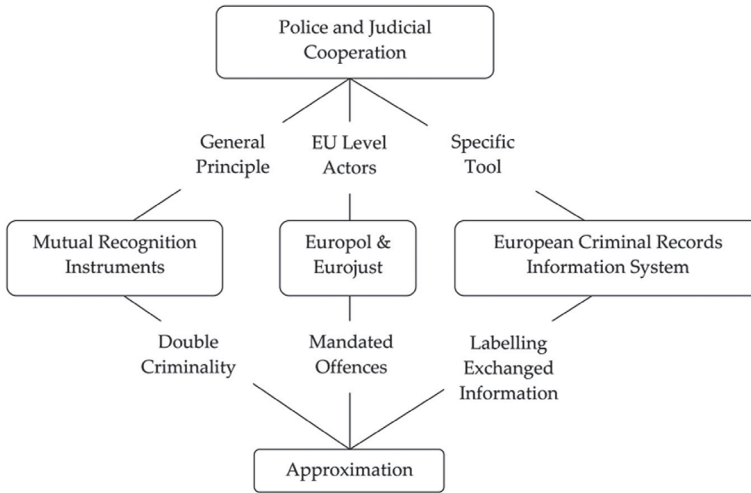 Police and Judicial
Cooperation
General
Principle
EU Level
Actors
Specific
Tool
Mutual Recognition
Instruments
Europol &
Eurojust
European Criminal Records
Information System
Double
Criminality
Mandated
Offences
Labelling
Exchanged
Information
Approximation